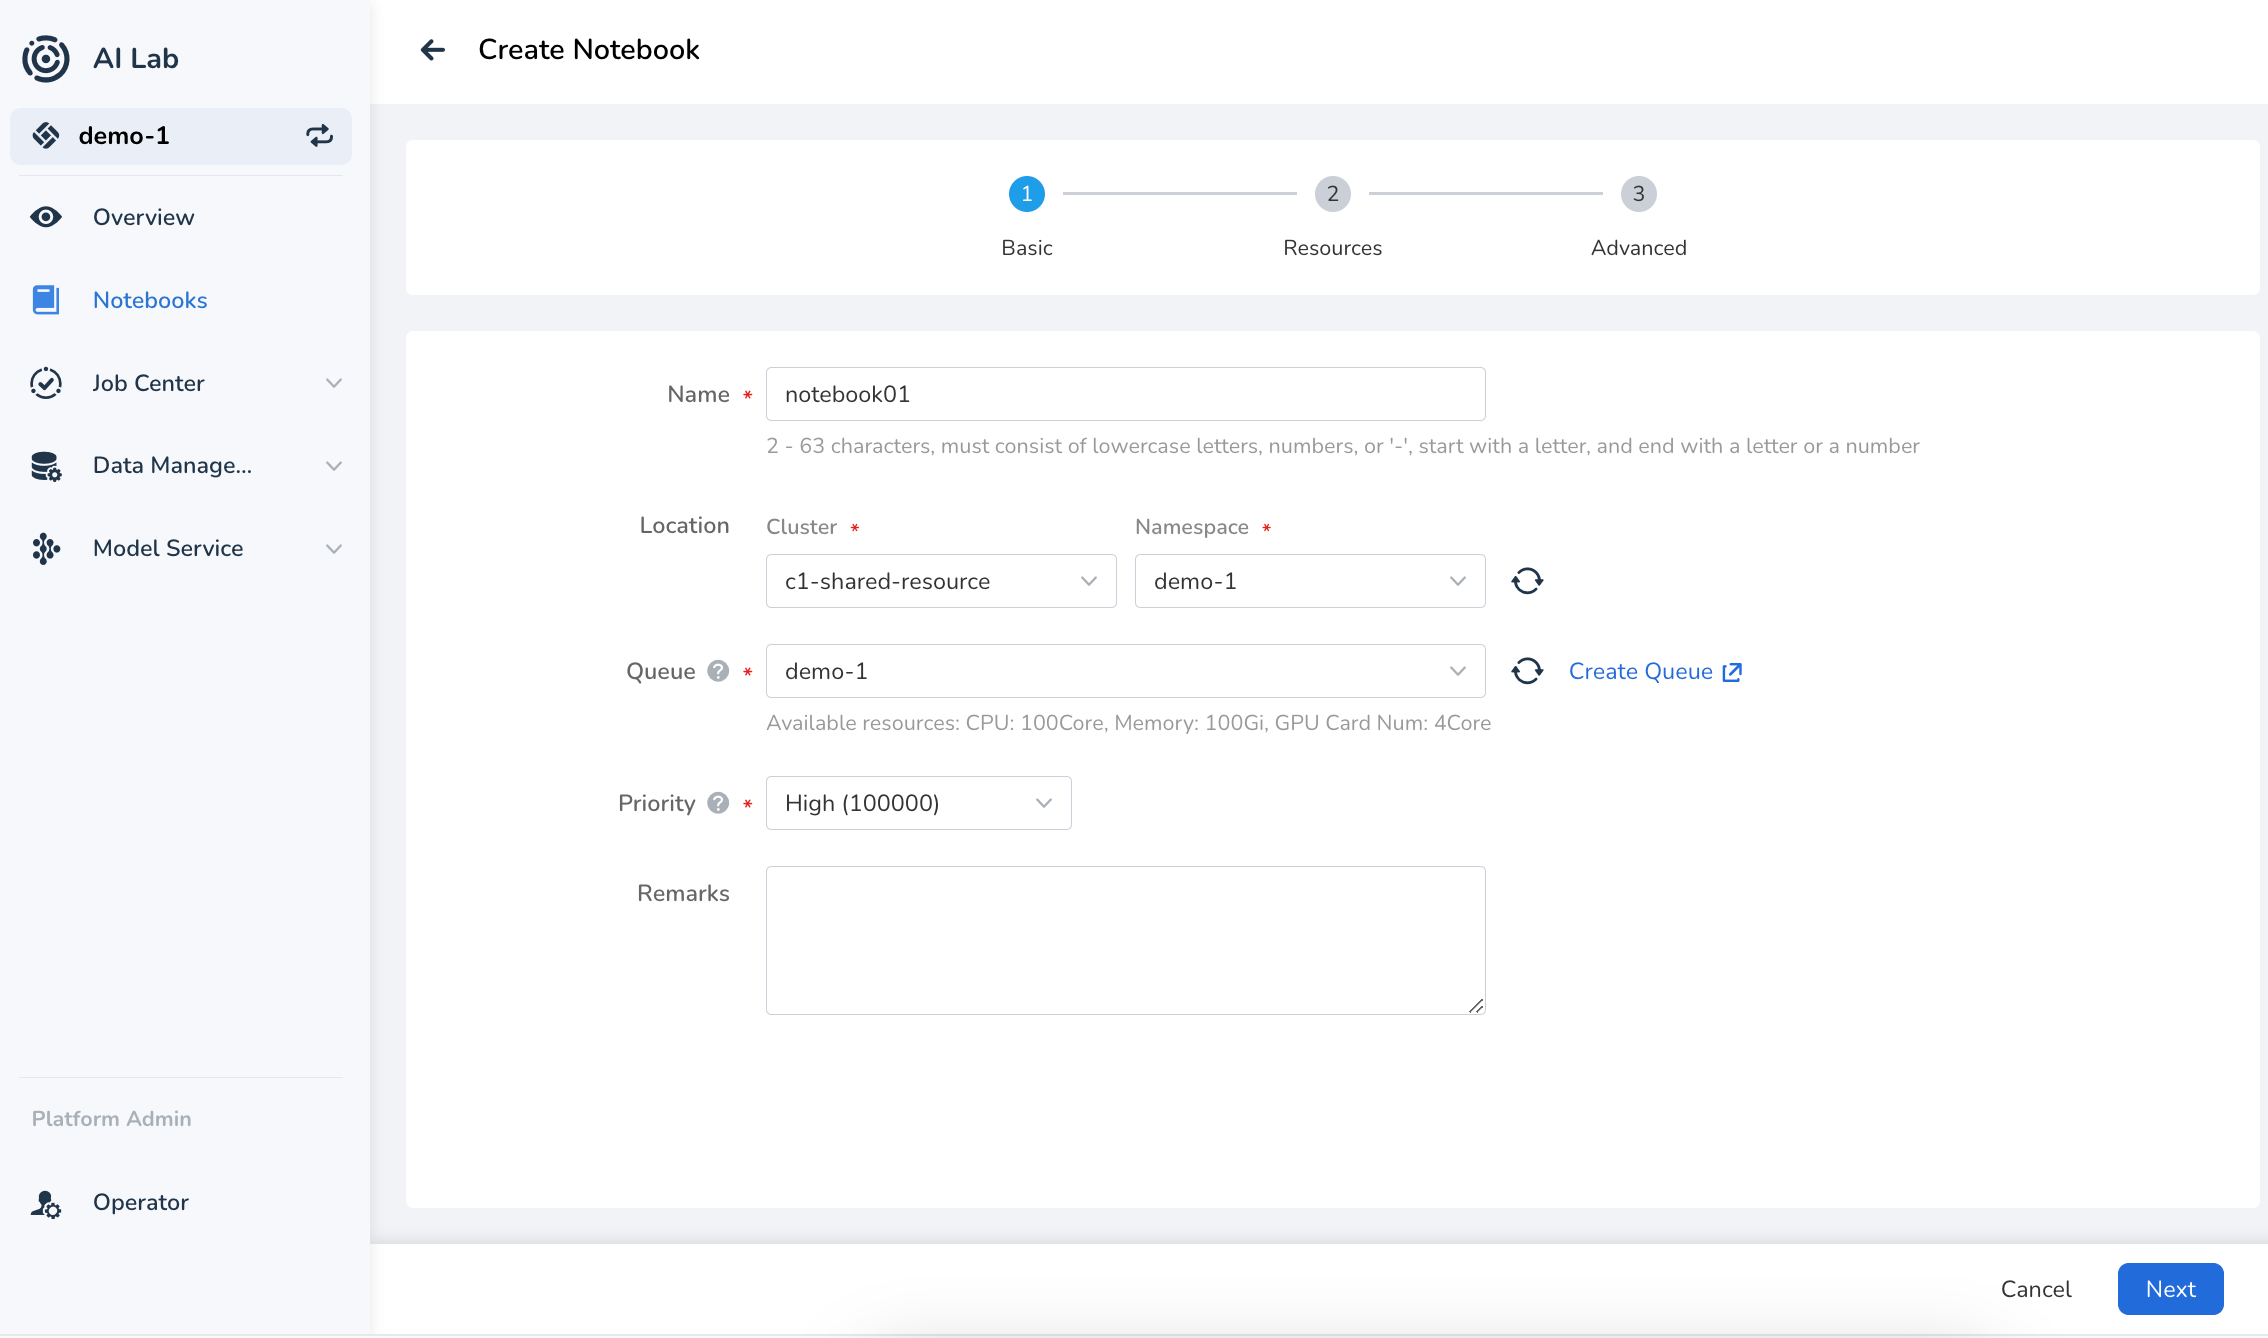 AI Lab
demo-1
Overview
Notebooks
Job Center
Data Manage...
Model Service
Platform Admin
Operator
Create Notebook
1
2
3
Basic
Resources
Advanced
Name *
notebook01
2 - 63 characters, must consist of lowercase letters, numbers, or '-', start with a letter, and end with a letter or a number
Location
Cluster *
Namespace *
c1-shared-resource
demo-1
Queue ? *
demo-1
Create Queue
Available resources: CPU: 100Core, Memory: 100Gi, GPU Card Num: 4Core
Priority ? *
High (100000)
Remarks
Cancel
Next